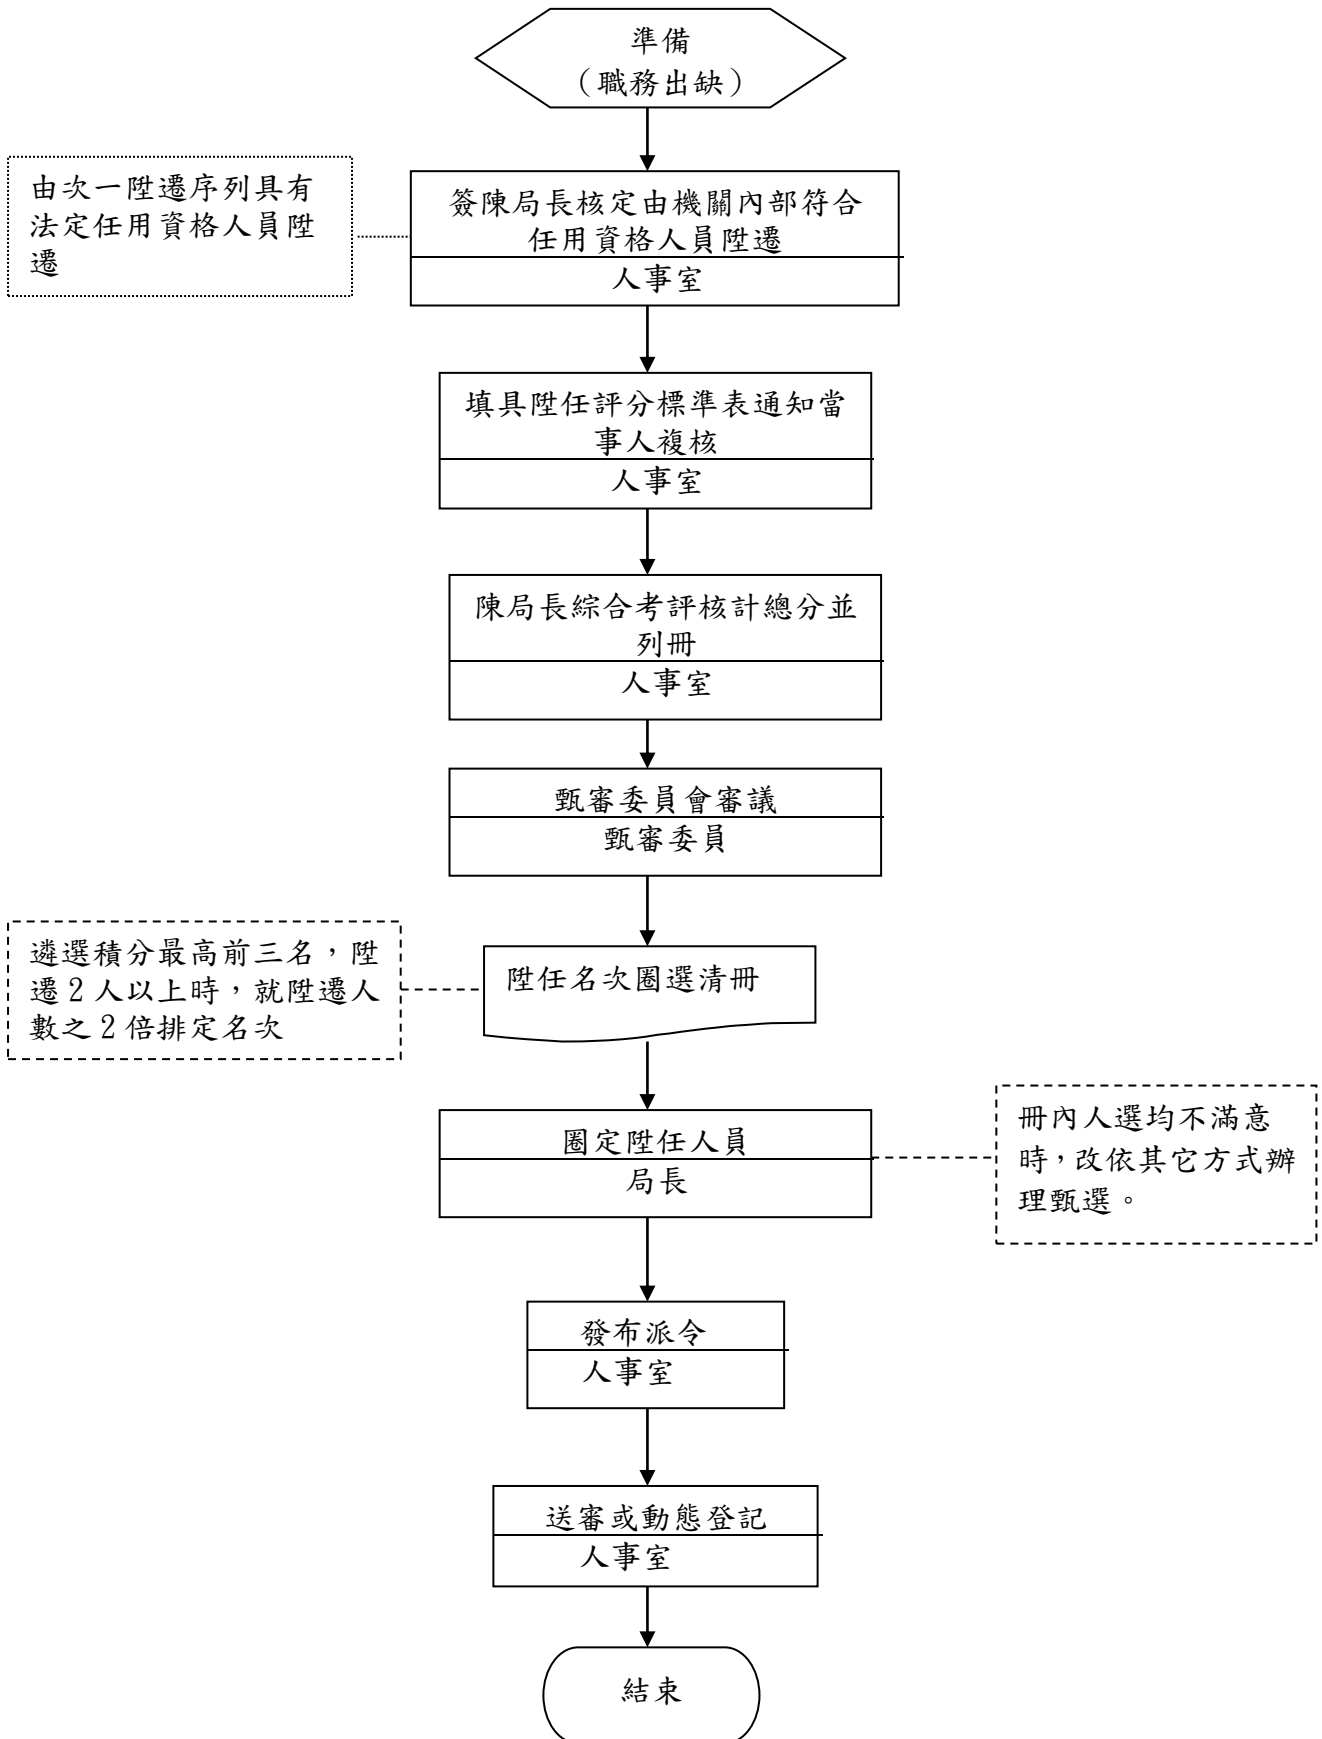 準備
（職務出缺）
由次一陞遷序列具有
法定任用資格人員陞
遷
簽陳局長核定由機關內部符合
任用資格人員陞遷
人事室
填具陞任評分標準表通知當
事人複核
人事室
陳局長綜合考評核計總分並
列冊
人事室
甄審委員會審議
甄審委員
遴選積分最高前三名，陞
遷2人以上時，就陞遷人
數之2倍排定名次
陞任名次圈選清冊
圈定陞任人員
局長
冊內人選均不滿意
時，改依其它方式辦
理甄選。
發布派令
人事室
送審或動態登記
人事室
結束